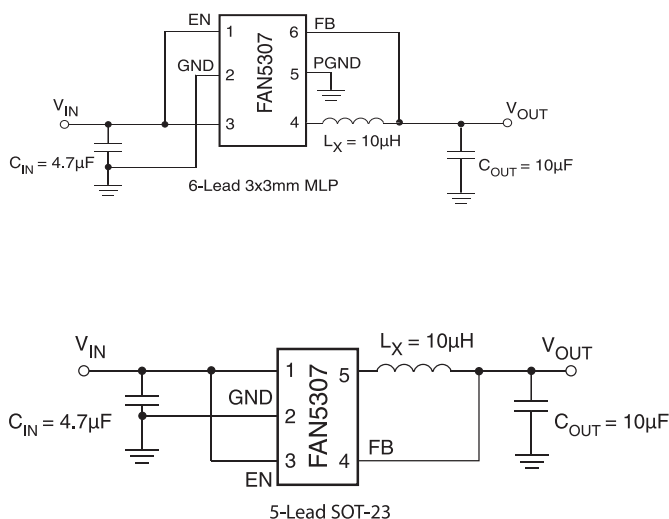 EN
1
6
FB
GND
2
FAN5307
5
PGND
V_IN
3
4
L_X = 10µH
V_OUT
C_IN = 4.7µF
C_OUT = 10µF
6-Lead 3x3mm MLP
V_IN
L_X = 10µH
V_OUT
1
5
GND
2
FAN5307
C_IN = 4.7µF
C_OUT = 10µF
3
4
FB
EN
5-Lead SOT-23